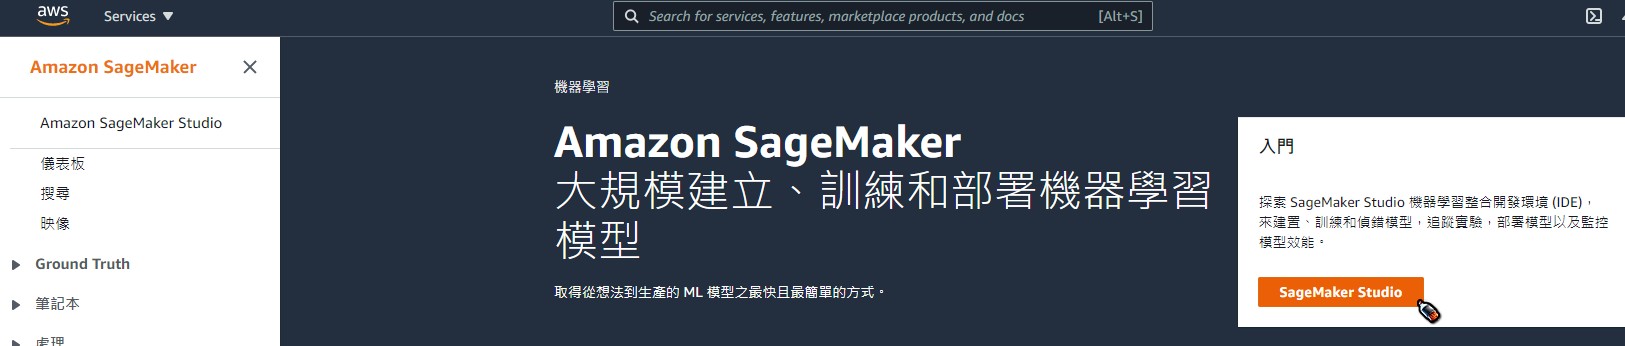 aws
Services
Search for services, features, marketplace products, and docs
[Alt+S]
Amazon SageMaker
Amazon SageMaker Studio
儀表板
搜尋
映像
Ground Truth
筆記本
處理
機器學習
Amazon SageMaker
大規模建立、訓練和部署機器學習
模型
取得從想法到生產的 ML 模型之最快且最簡單的方式。
入門
探索 SageMaker Studio 機器學習整合開發環境 (IDE),
來建置、訓練和偵錯模型,追蹤實驗,部署模型以及監控
模型效能。
SageMaker Studio